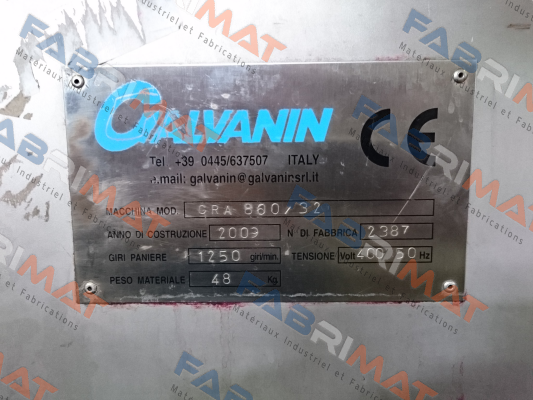 GALVANIN
CE
Tel +39 0445/637507 ITALY
e.mail: galvanin@galvaninsrl.it
MACCHINA MOD. GRA 860/32
ANNO DI COSTRUZIONE 2009 N DI FABBRICA 2387
GIRI PANIERE 1250 giri/min. TENSIONE Volt 400/50 Hz
PESO MATERIALE 48 Kg
FABRIMAT
Materiaux Industriel et Fabrications